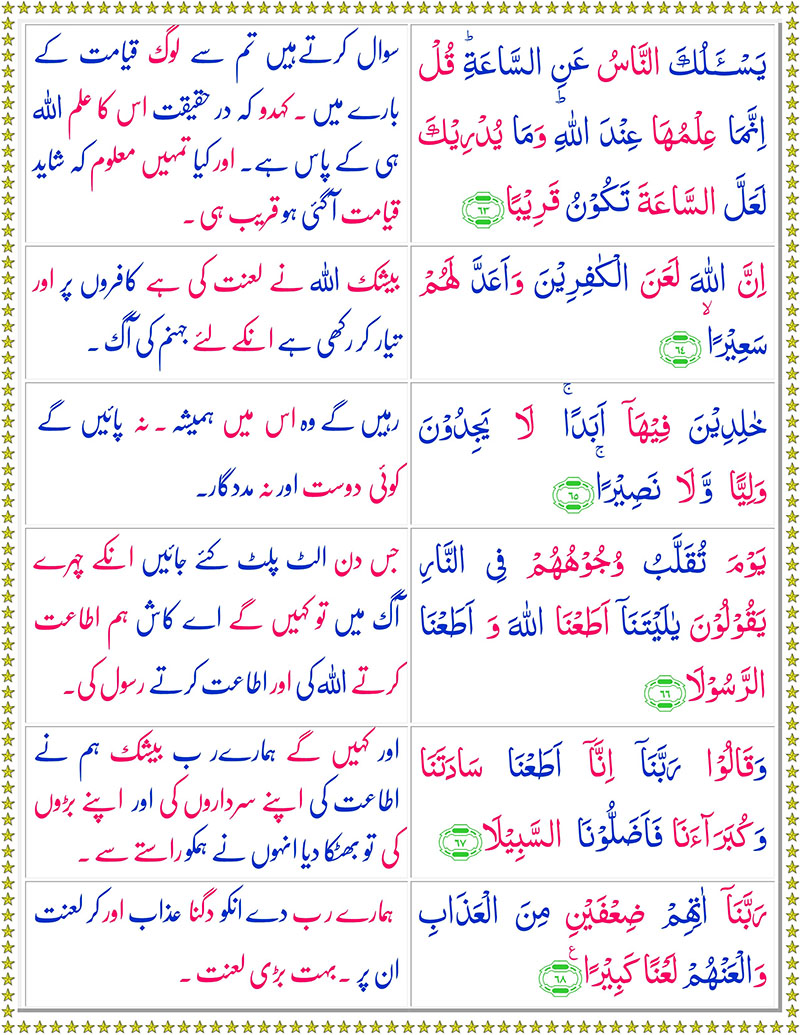 یَسْـَٔلُكَ النَّاسُ عَنِ السَّاعَةِ ؕ قُلْ
اِنَّمَا عِلْمُهَا عِنْدَ اللّٰهِ ؕ وَمَا یُدْرِیْكَ
لَعَلَّ السَّاعَةَ تَكُوْنُ قَرِیْبًا ﴿۶۳﴾
سوال کرتے ہیں تم سے لوگ قیامت کے
بارے میں ۔ کہدو کہ در حقیقت اس کا علم اللہ
ہی کے پاس ہے۔ اور کیا تمہیں معلوم کہ شاید
قیامت آگئی ہو قریب ہی ۔
اِنَّ اللّٰهَ لَعَنَ الْكٰفِرِیْنَ وَاَعَدَّ لَهُمْ
سَعِیْرًا ۙ ﴿۶۴﴾
بیشک اللہ نے لعنت کی ہے کافروں پر اور
تیار کر رکھی ہے انکے لئے جہنم کی آگ ۔
خٰلِدِیْنَ فِیْهَاۤ اَبَدًا ۚ لَا یَجِدُوْنَ
وَلِیًّا وَّلَا نَصِیْرًا ۚ ﴿۶۵﴾
رہیں گے وہ اس میں ہمیشہ ۔ نہ پائیں گے
کوئی دوست اور نہ مددگار۔
یَوْمَ تُقَلَّبُ وُجُوْهُهُمْ فِی النَّارِ
یَقُوْلُوْنَ یٰلَیْتَنَاۤ اَطَعْنَا اللّٰهَ وَ اَطَعْنَا
الرَّسُوْلَا ﴿۶۶﴾
جس دن الٹ پلٹ کئے جائیں انکے چہرے
آگ میں تو کہیں گے اے کاش ہم اطاعت
کرتے اللہ کی اور اطاعت کرتے رسول کی۔
وَقَالُوْا رَبَّنَاۤ اِنَّاۤ اَطَعْنَا سَادَتَنَا
وَكُبَرَآءَنَا فَاَضَلُّوْنَا السَّبِیْلَا ﴿۶۷﴾
اور کہیں گے ہمارے رب بیشک ہم نے
اطاعت کی اپنے سرداروں کی اور اپنے بڑوں
کی تو بھٹکا دیا انہوں نے ہمکو راستے سے ۔
رَبَّنَاۤ اٰتِهِمْ ضِعْفَیْنِ مِنَ الْعَذَابِ
وَالْعَنْهُمْ لَعْنًا كَبِیْرًا ۧ ﴿۶۸﴾
ہمارے رب دے انکو دگنا عذاب اور کر لعنت
ان پر ۔ بہت بڑی لعنت ۔